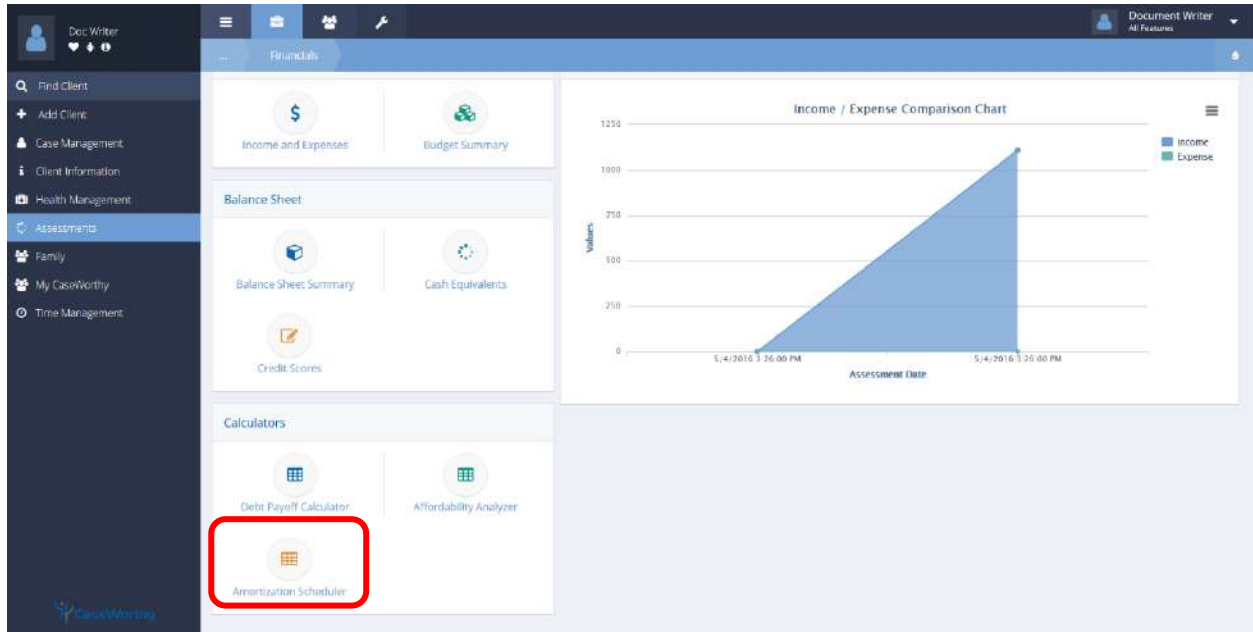 Doc Writer
Document Writer
All Features
... Financials
Find Client
Add Client
Case Management
Client Information
Health Management
Assessments
Family
My CaseWorthy
Time Management
CaseWorthy
Income and Expenses
Budget Summary
Balance Sheet
Balance Sheet Summary
Cash Equivalents
Credit Scores
Calculators
Debt Payoff Calculator
Affordability Analyzer
Amortization Scheduler
Income / Expense Comparison Chart
1250
1000
750
500
250
0
Values
5/4/2016 3:26:00 PM
5/4/2016 3:26:00 PM
Assessment Date
Income
Expense